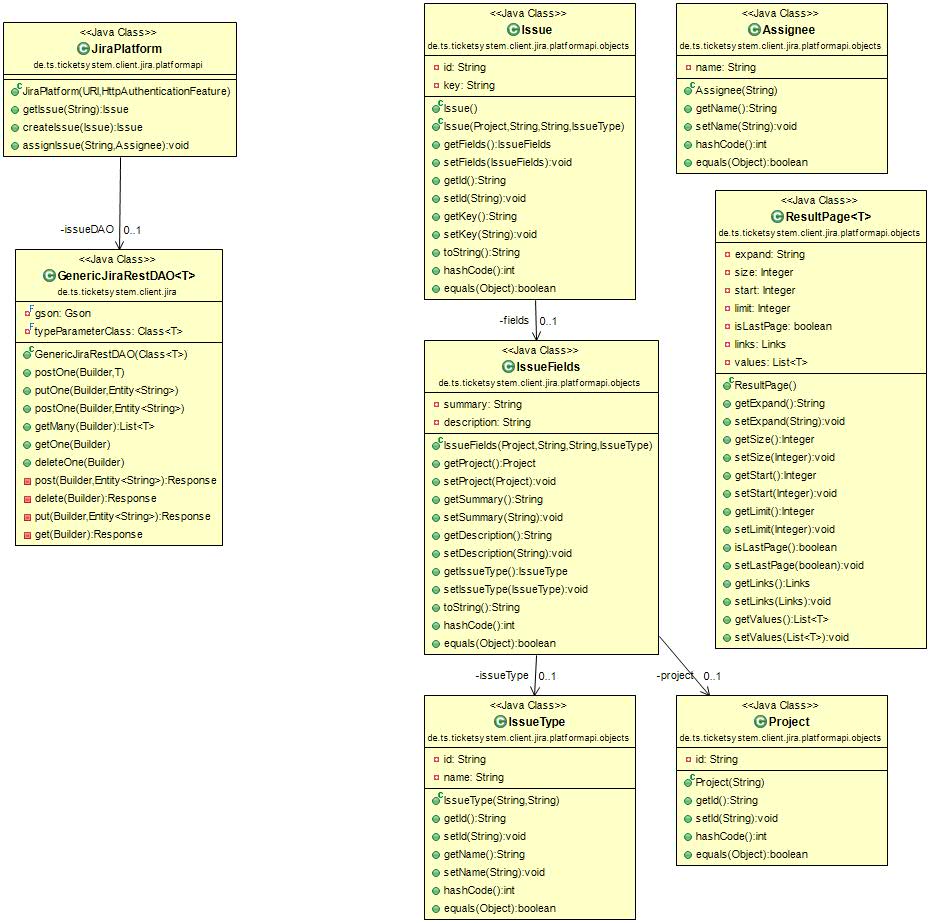 <<Java Class>>
JiraPlatform
de.ts.ticketsystem.client.jira.platformapi
JiraPlatform(URI,HttpAuthenticationFeature)
getIssue(String):Issue
createIssue(Issue):Issue
assignIssue(String,Assignee):void
-issueDAO 0..1
<<Java Class>>
GenericJiraRestDAO<T>
de.ts.ticketsystem.client.jira
gson: Gson
typeParameterClass: Class<T>
GenericJiraRestDAO(Class<T>)
postOne(Builder,T)
putOne(Builder,Entity<String>)
postOne(Builder,Entity<String>)
getMany(Builder):List<T>
getOne(Builder)
deleteOne(Builder)
post(Builder,Entity<String>):Response
delete(Builder):Response
put(Builder,Entity<String>):Response
get(Builder):Response
<<Java Class>>
Issue
de.ts.ticketsystem.client.jira.platformapi.objects
id: String
key: String
Issue()
Issue(Project,String,String,IssueType)
getFields():IssueFields
setFields(IssueFields):void
getId():String
setId(String):void
getKey():String
setKey(String):void
toString():String
hashCode():int
equals(Object):boolean
-fields 0..1
<<Java Class>>
IssueFields
de.ts.ticketsystem.client.jira.platformapi.objects
summary: String
description: String
IssueFields(Project,String,String,IssueType)
getProject():Project
setProject(Project):void
getSummary():String
setSummary(String):void
getDescription():String
setDescription(String):void
getIssueType():IssueType
setIssueType(IssueType):void
toString():String
hashCode():int
equals(Object):boolean
-issueType 0..1
-project 0..1
<<Java Class>>
IssueType
de.ts.ticketsystem.client.jira.platformapi.objects
id: String
name: String
IssueType(String,String)
getId():String
setId(String):void
getName():String
setName(String):void
hashCode():int
equals(Object):boolean
<<Java Class>>
Assignee
de.ts.ticketsystem.client.jira.platformapi.objects
name: String
Assignee(String)
getName():String
setName(String):void
hashCode():int
equals(Object):boolean
<<Java Class>>
ResultPage<T>
de.ts.ticketsystem.client.jira.platformapi.objects
expand: String
size: Integer
start: Integer
limit: Integer
isLastPage: boolean
links: Links
values: List<T>
ResultPage()
getExpand():String
setExpand(String):void
getSize():Integer
setSize(Integer):void
getStart():Integer
setStart(Integer):void
getLimit():Integer
setLimit(Integer):void
isLastPage():boolean
setLastPage(boolean):void
getLinks():Links
setLinks(Links):void
getValues():List<T>
setValues(List<T>):void
<<Java Class>>
Project
de.ts.ticketsystem.client.jira.platformapi.objects
id: String
Project(String)
getId():String
setId(String):void
hashCode():int
equals(Object):boolean